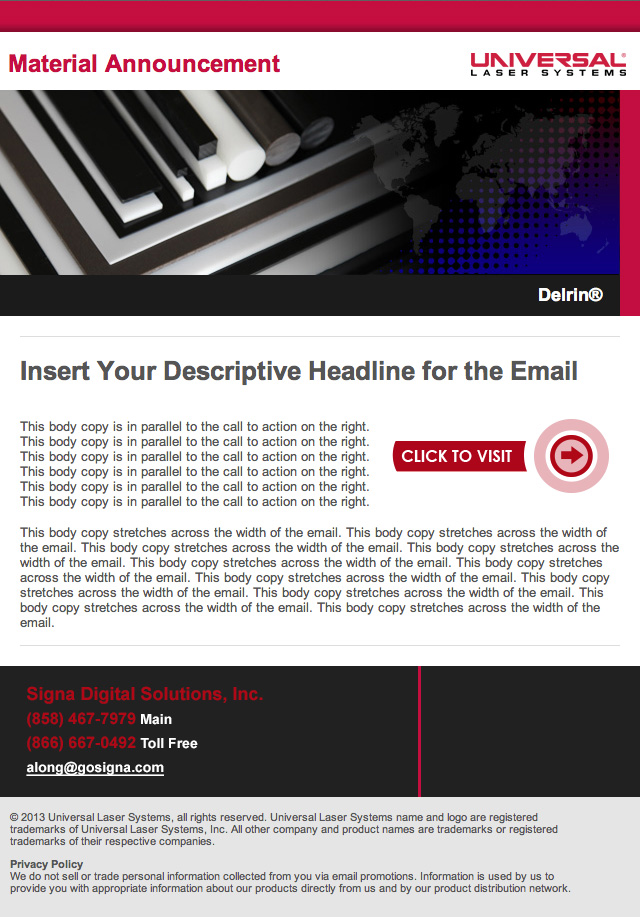 Material Announcement
UNIVERSAL®
LASER SYSTEMS
Delrin®
Insert Your Descriptive Headline for the Email
This body copy is in parallel to the call to action on the right.
This body copy is in parallel to the call to action on the right.
This body copy is in parallel to the call to action on the right.
This body copy is in parallel to the call to action on the right.
This body copy is in parallel to the call to action on the right.
This body copy is in parallel to the call to action on the right.
CLICK TO VISIT
This body copy stretches across the width of the email. This body copy stretches across the width of
the email. This body copy stretches across the width of the email. This body copy stretches across the
width of the email. This body copy stretches across the width of the email. This body copy stretches
across the width of the email. This body copy stretches across the width of the email. This body copy
stretches across the width of the email. This body copy stretches across the width of the email. This
body copy stretches across the width of the email. This body copy stretches across the width of the
email.
Signa Digital Solutions, Inc.
(858) 467-7979 Main
(866) 667-0492 Toll Free
along@gosigna.com
© 2013 Universal Laser Systems, all rights reserved. Universal Laser Systems name and logo are registered
trademarks of Universal Laser Systems, Inc. All other company and product names are trademarks or registered
trademarks of their respective companies.
Privacy Policy
We do not sell or trade personal information collected from you via email promotions. Information is used by us to
provide you with appropriate information about our products directly from us and by our product distribution network.